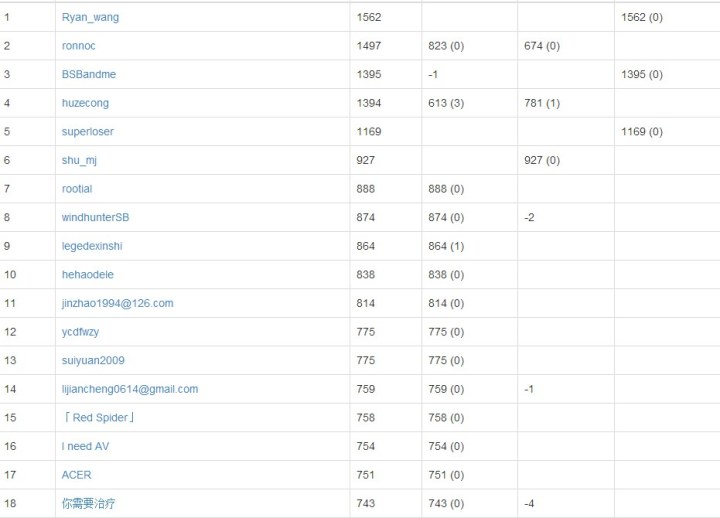 1 Ryan_wang 1562 1562 (0)
2 ronnoc 1497 823 (0) 674 (0)
3 BSBandme 1395 -1 1395 (0)
4 huzecong 1394 613 (3) 781 (1)
5 superloser 1169 1169 (0)
6 shu_mj 927 927 (0)
7 rootial 888 888 (0)
8 windhunterSB 874 874 (0) -2
9 legedexinshi 864 864 (1)
10 hehaodele 838 838 (0)
11 jinzhao1994@126.com 814 814 (0)
12 ycdfwzy 775 775 (0)
13 suiyuan2009 775 775 (0)
14 lijiancheng0614@gmail.com 759 759 (0) -1
15 「Red Spider」 758 758 (0)
16 I need AV 754 754 (0)
17 ACER 751 751 (0)
18 你需要治疗 743 743 (0) -4